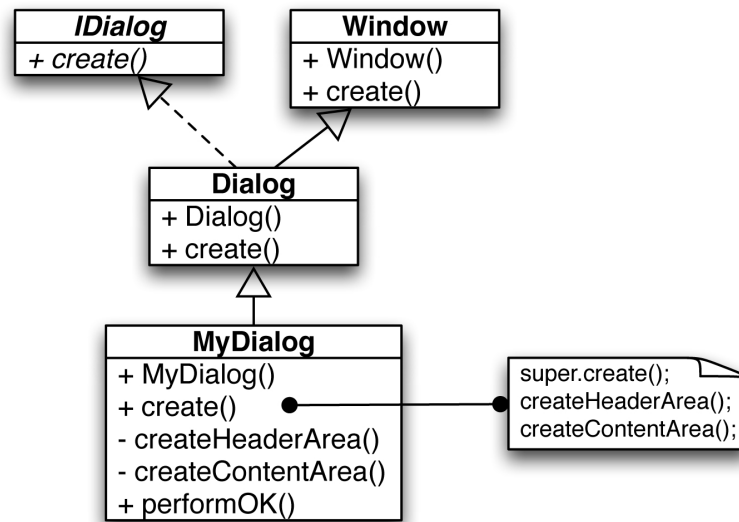 IDialog
+ create()
Window
+ Window()
+ create()
Dialog
+ Dialog()
+ create()
MyDialog
+ MyDialog()
+ create()
- createHeaderArea()
- createContentArea()
+ performOK()
super.create();
createHeaderArea();
createContentArea();